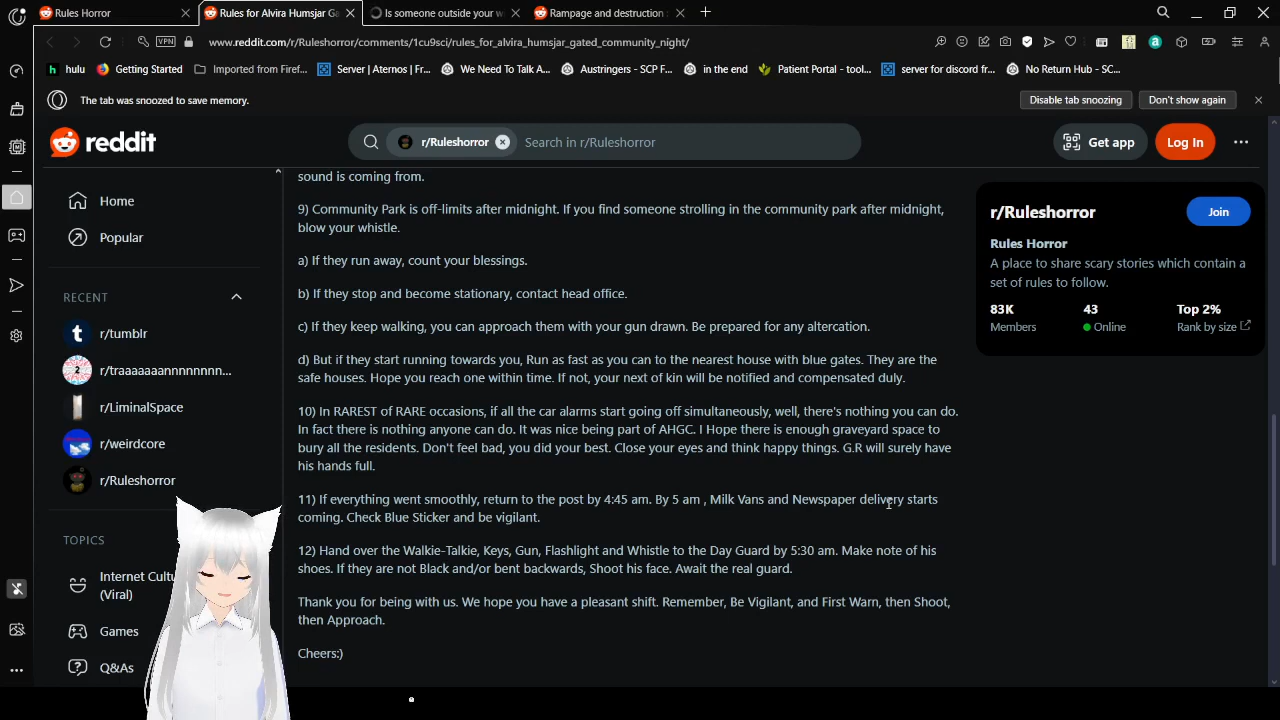 Rules Horror
Rules for Alvira Humsjar Ga
Is someone outside your w
Rampage and destruction
VPN
www.reddit.com/r/Ruleshorror/comments/1cu9sci/rules_for_alvira_humsjar_gated_community_night/
hulu
Getting Started
Imported from Firef...
Server | Aternos | Fr...
We Need To Talk A...
Austringers - SCP F...
in the end
Patient Portal - tool...
server for discord fr...
No Return Hub - SC...
The tab was snoozed to save memory.
Disable tab snoozing
Don't show again
reddit
r/Ruleshorror
Search in r/Ruleshorror
Get app
Log In
Home
Popular
RECENT
r/tumblr
r/traaaaaaannnnnnnn...
r/LiminalSpace
r/weirdcore
r/Ruleshorror
TOPICS
Internet Cultu
(Viral)
Games
Q&As
sound is coming from.
9) Community Park is off-limits after midnight. If you find someone strolling in the community park after midnight,
blow your whistle.
a) If they run away, count your blessings.
b) If they stop and become stationary, contact head office.
c) If they keep walking, you can approach them with your gun drawn. Be prepared for any altercation.
d) But if they start running towards you, Run as fast as you can to the nearest house with blue gates. They are the
safe houses. Hope you reach one within time. If not, your next of kin will be notified and compensated duly.
10) In RAREST of RARE occasions, if all the car alarms start going off simultaneously, well, there's nothing you can do.
In fact there is nothing anyone can do. It was nice being part of AHGC. I Hope there is enough graveyard space to
bury all the residents. Don't feel bad, you did your best. Close your eyes and think happy things. G.R will surely have
his hands full.
11) If everything went smoothly, return to the post by 4:45 am. By 5 am , Milk Vans and Newspaper delivery starts
coming. Check Blue Sticker and be vigilant.
12) Hand over the Walkie-Talkie, Keys, Gun, Flashlight and Whistle to the Day Guard by 5:30 am. Make note of his
shoes. If they are not Black and/or bent backwards, Shoot his face. Await the real guard.
Thank you for being with us. We hope you have a pleasant shift. Remember, Be Vigilant, and First Warn, then Shoot,
then Approach.
Cheers:)
r/Ruleshorror
Join
Rules Horror
A place to share scary stories which contain a
set of rules to follow.
83K
43
Top 2%
Members
Online
Rank by size